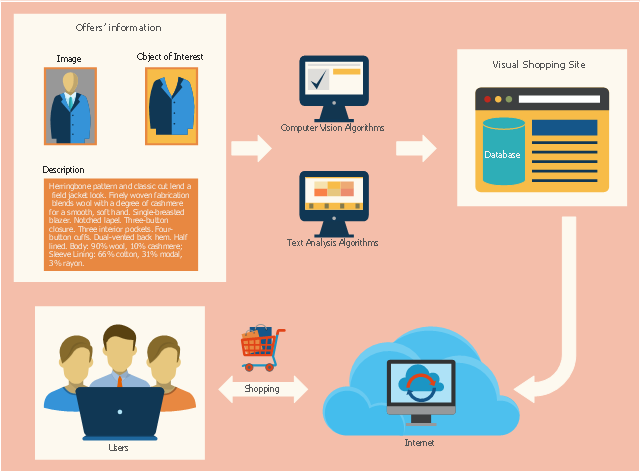 Offers' information
Image
Object of Interest
Description
Herringbone pattern and classic cut lend a
field jacket look. Finely woven fabrication
blends wool with a degree of cashmere
for a smooth, soft hand. Single-breasted
blazer. Notched lapel. Three-button
closure. Three interior pockets. Four-
button cuffs. Dual-vented back hem. Half
lined. Body: 90% wool, 10% cashmere;
Sleeve Lining: 66% cotton, 31% modal,
3% rayon.
Computer Vision Algorithms
Text Analysis Algorithms
Visual Shopping Site
Database
Users
Shopping
Internet